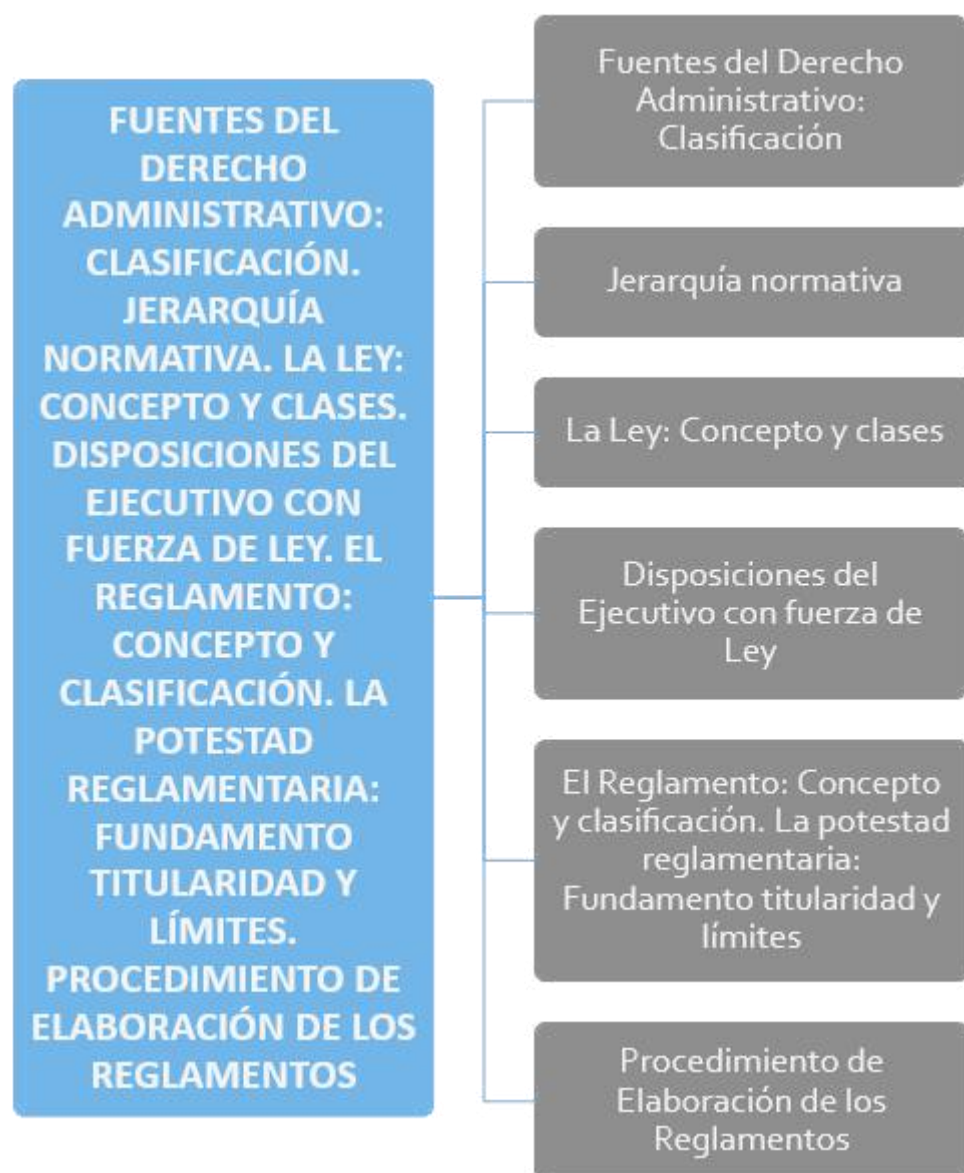 FUENTES DEL
DERECHO
ADMINISTRATIVO:
CLASIFICACIÓN.
JERARQUÍA
NORMATIVA. LA LEY:
CONCEPTO Y CLASES.
DISPOSICIONES DEL
EJECUTIVO CON
FUERZA DE LEY. EL
REGLAMENTO:
CONCEPTO Y
CLASIFICACIÓN. LA
POTESTAD
REGLAMENTARIA:
FUNDAMENTO
TITULARIDAD Y
LÍMITES.
PROCEDIMIENTO DE
ELABORACIÓN DE LOS
REGLAMENTOS
Fuentes del Derecho
Administrativo:
Clasificación
Jerarquía normativa
La Ley: Concepto y clases
Disposiciones del
Ejecutivo con fuerza de
Ley
El Reglamento: Concepto
y clasificación. La potestad
reglamentaria:
Fundamento titularidad y
límites
Procedimiento de
Elaboración de los
Reglamentos